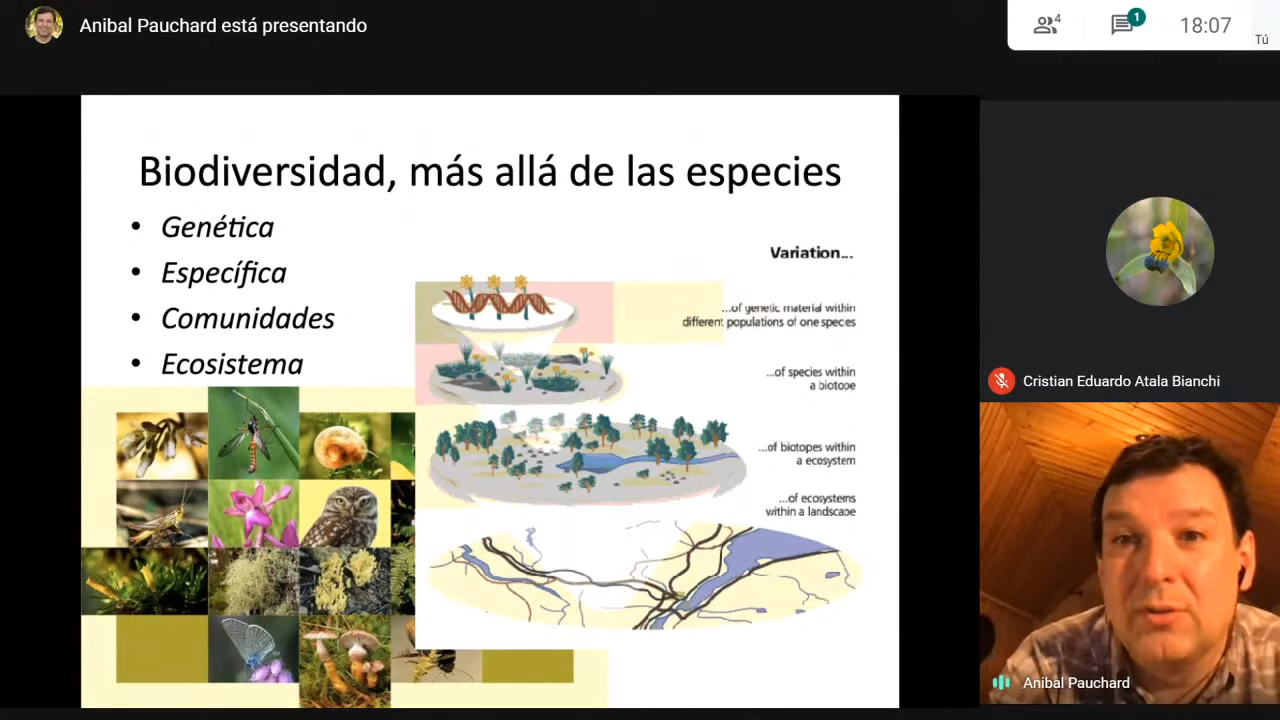 Anibal Pauchard está presentando
4
1
18:07
Tú
Biodiversidad, más allá de las especies
• Genética
• Específica
• Comunidades
• Ecosistema
Variation...
...of genetic material within
different populations of one species
...of species within
a biotope
...of biotopes within
a ecosystem
...of ecosystems
within a landscape
Cristian Eduardo Atala Bianchi
Anibal Pauchard